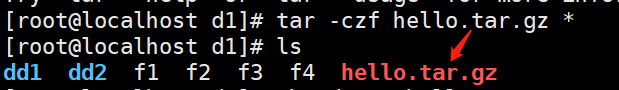 [root@localhost d1]# tar -czf hello.tar.gz *
[root@localhost d1]# ls
dd1 dd2 f1 f2 f3 f4 hello.tar.gz